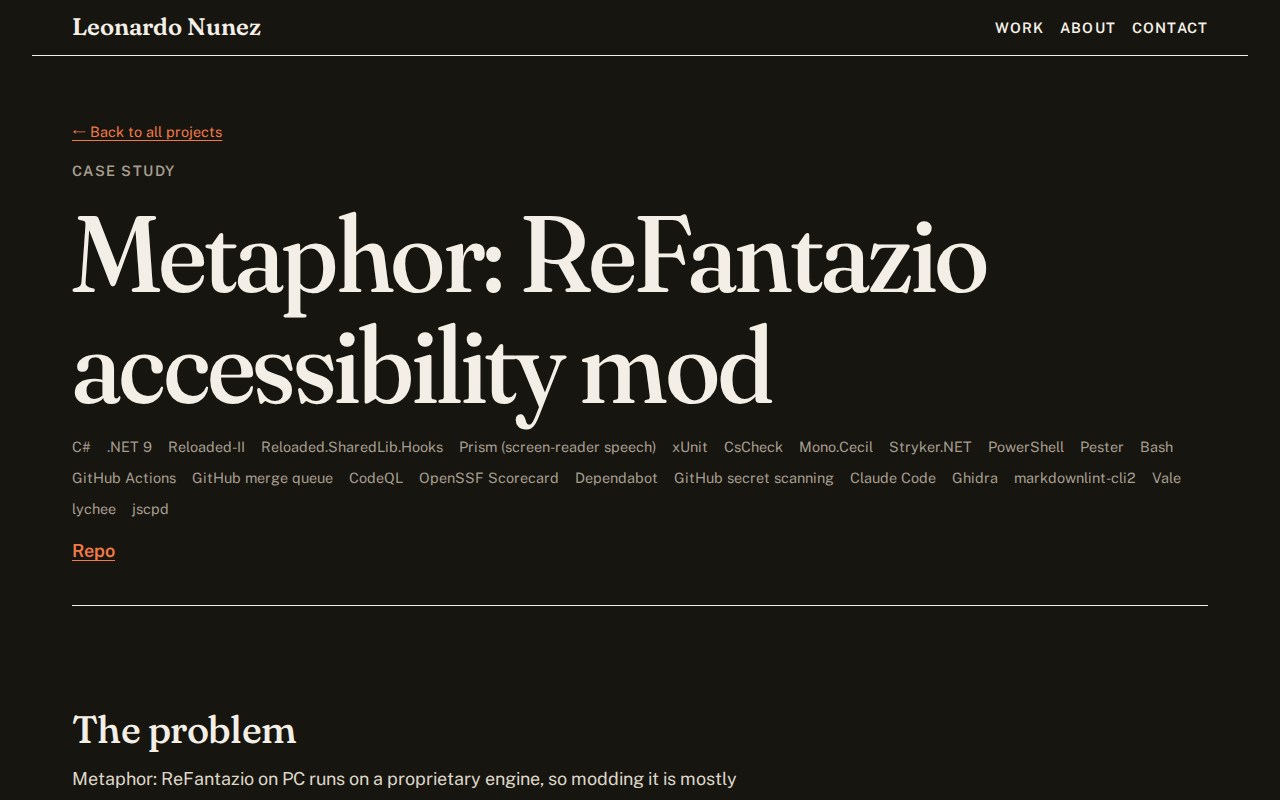 Leonardo Nunez
WORK ABOUT CONTACT
← Back to all projects
CASE STUDY
Metaphor: ReFantazio
accessibility mod
C# .NET 9 Reloaded-II Reloaded.SharedLib.Hooks Prism (screen-reader speech) xUnit CsCheck Mono.Cecil Stryker.NET PowerShell Pester Bash
GitHub Actions GitHub merge queue CodeQL OpenSSF Scorecard Dependabot GitHub secret scanning Claude Code Ghidra markdownlint-cli2 Vale
lychee jscpd
Repo
The problem
Metaphor: ReFantazio on PC runs on a proprietary engine, so modding it is mostly